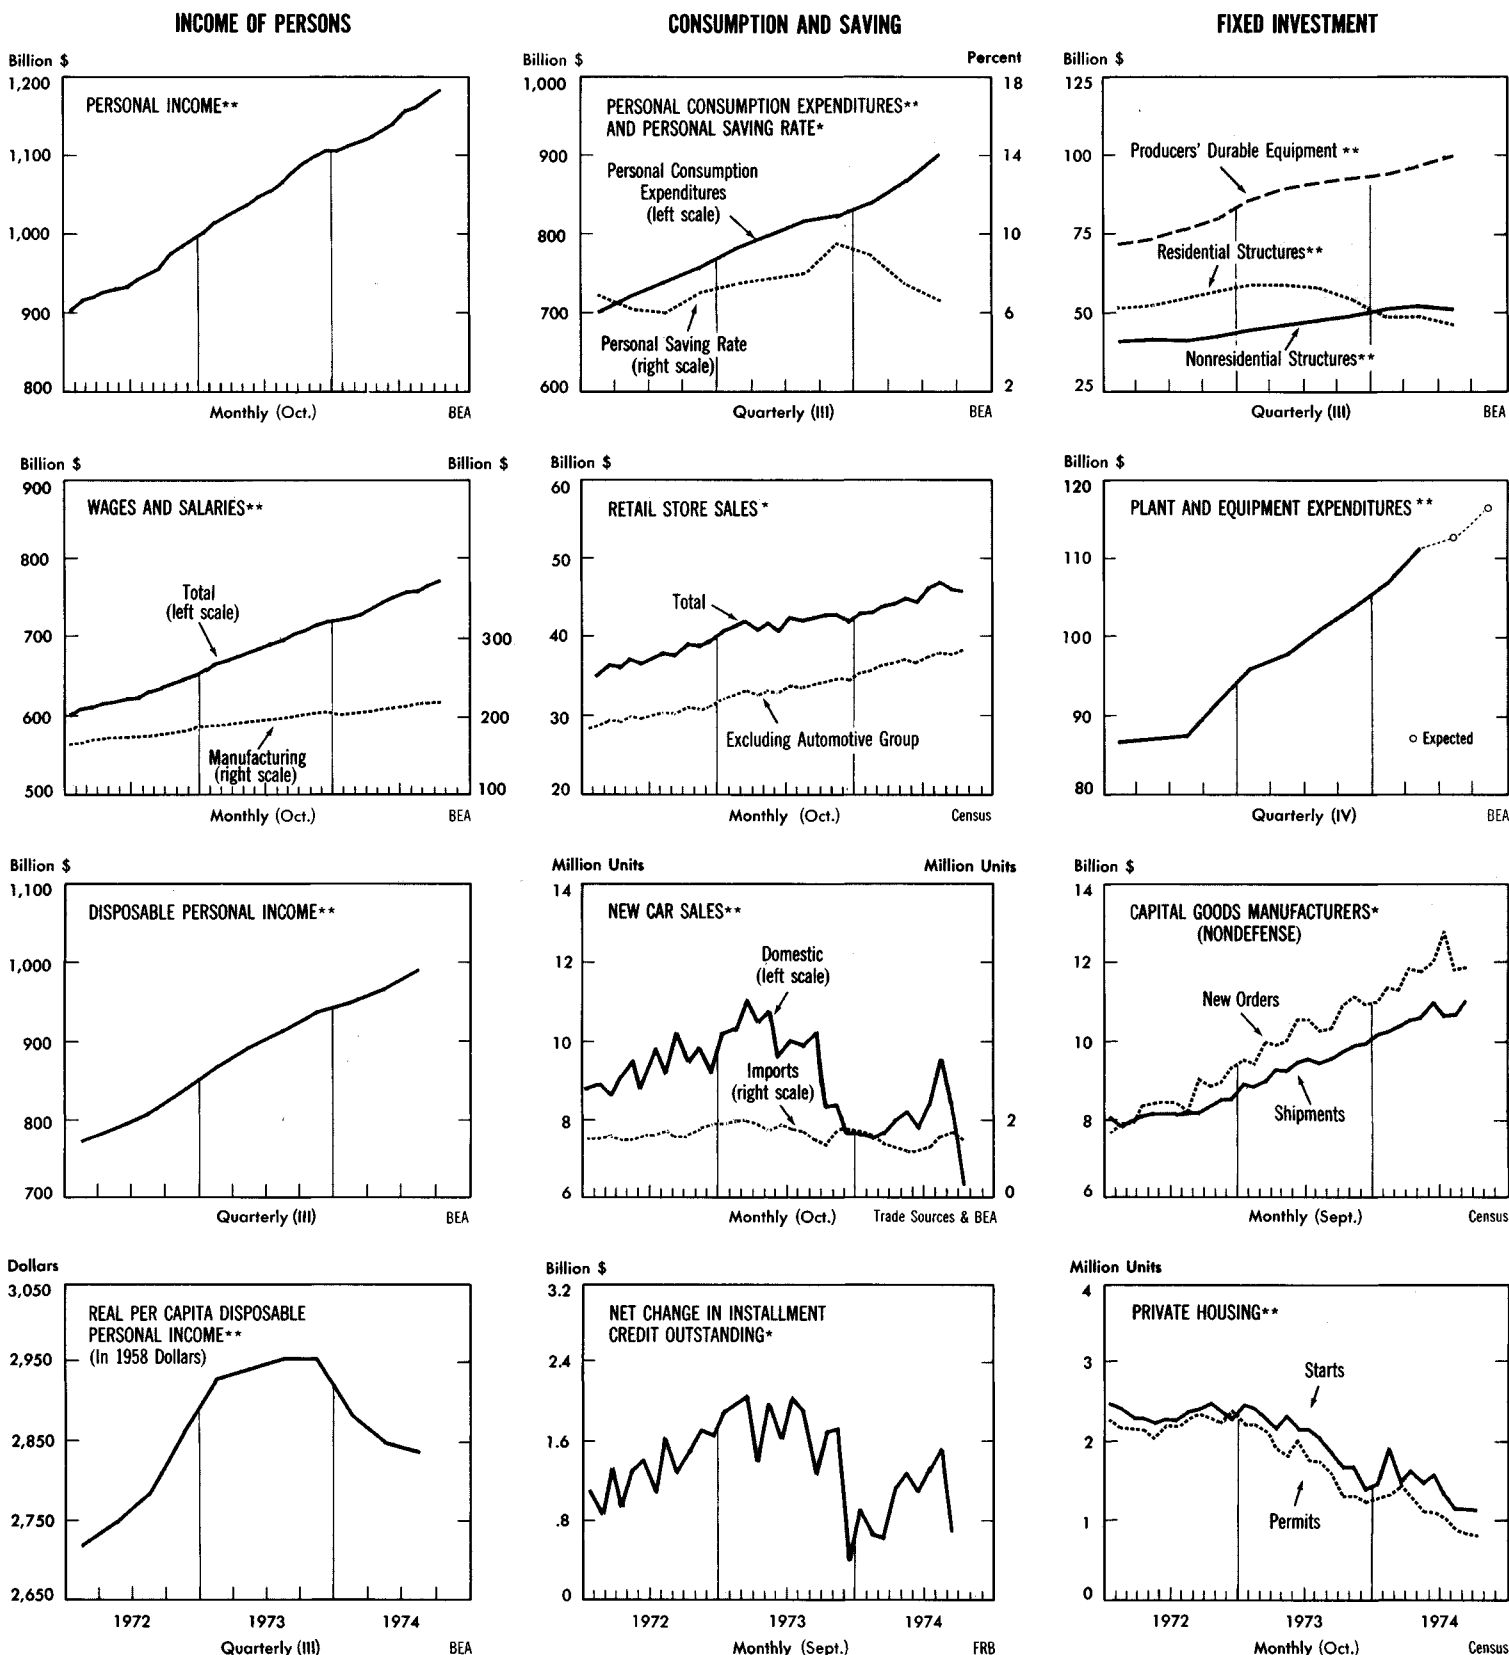 INCOME OF PERSONS
Billion $
1,200
1,100
1,000
900
800
PERSONAL INCOME**
Monthly (Oct.)
BEA
Billion $
900
800
700
600
500
Billion $
300
200
100
WAGES AND SALARIES**
Total
(left scale)
Manufacturing
(right scale)
Monthly (Oct.)
BEA
Billion $
1,100
1,000
900
800
700
DISPOSABLE PERSONAL INCOME**
Quarterly (III)
BEA
Dollars
3,050
2,950
2,850
2,750
2,650
REAL PER CAPITA DISPOSABLE
PERSONAL INCOME**
(In 1958 Dollars)
1972
1973
1974
Quarterly (III)
BEA
CONSUMPTION AND SAVING
Billion $
1,000
900
800
700
600
Percent
18
14
10
6
2
PERSONAL CONSUMPTION EXPENDITURES**
AND PERSONAL SAVING RATE*
Personal Consumption
Expenditures
(left scale)
Personal Saving Rate
(right scale)
Quarterly (III)
BEA
Billion $
60
50
40
30
20
RETAIL STORE SALES *
Total
Excluding Automotive Group
Monthly (Oct.)
Census
Million Units
14
12
10
8
6
Million Units
2
0
NEW CAR SALES**
Domestic
(left scale)
Imports
(right scale)
Monthly (Oct.)
Trade Sources & BEA
Billion $
3.2
2.4
1.6
.8
0
NET CHANGE IN INSTALLMENT
CREDIT OUTSTANDING*
1972
1973
1974
Monthly (Sept.)
FRB
FIXED INVESTMENT
Billion $
125
100
75
50
25
Producers' Durable Equipment **
Residential Structures**
Nonresidential Structures**
Quarterly (III)
BEA
Billion $
120
110
100
90
80
PLANT AND EQUIPMENT EXPENDITURES **
Expected
Quarterly (IV)
BEA
Billion $
14
12
10
8
6
CAPITAL GOODS MANUFACTURERS*
(NONDEFENSE)
New Orders
Shipments
Monthly (Sept.)
Census
Million Units
4
3
2
1
0
PRIVATE HOUSING**
Starts
Permits
1972
1973
1974
Monthly (Oct.)
Census